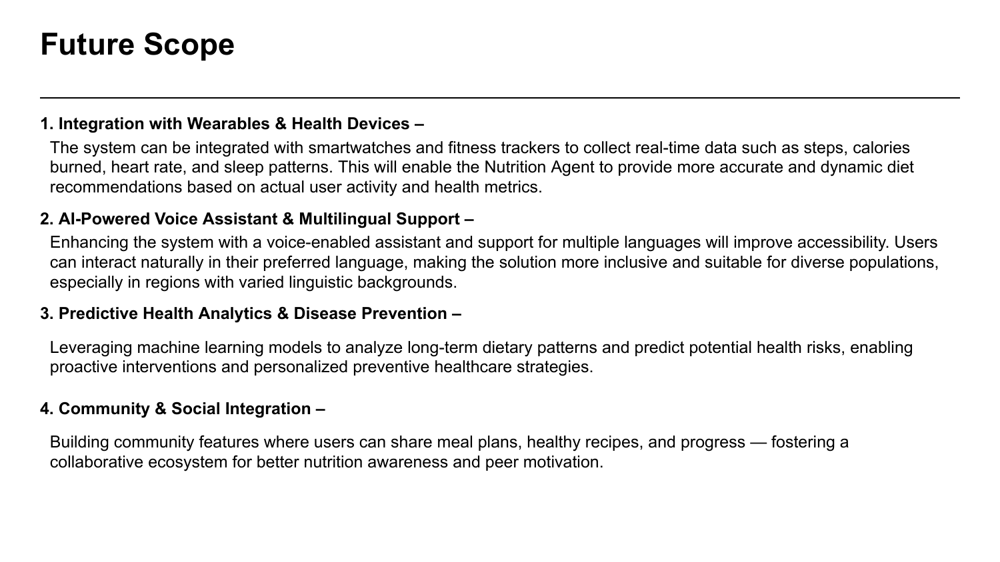 Future Scope
1. Integration with Wearables & Health Devices –
The system can be integrated with smartwatches and fitness trackers to collect real-time data such as steps, calories
burned, heart rate, and sleep patterns. This will enable the Nutrition Agent to provide more accurate and dynamic diet
recommendations based on actual user activity and health metrics.
2. AI-Powered Voice Assistant & Multilingual Support –
Enhancing the system with a voice-enabled assistant and support for multiple languages will improve accessibility. Users
can interact naturally in their preferred language, making the solution more inclusive and suitable for diverse populations,
especially in regions with varied linguistic backgrounds.
3. Predictive Health Analytics & Disease Prevention –
Leveraging machine learning models to analyze long-term dietary patterns and predict potential health risks, enabling
proactive interventions and personalized preventive healthcare strategies.
4. Community & Social Integration –
Building community features where users can share meal plans, healthy recipes, and progress — fostering a
collaborative ecosystem for better nutrition awareness and peer motivation.